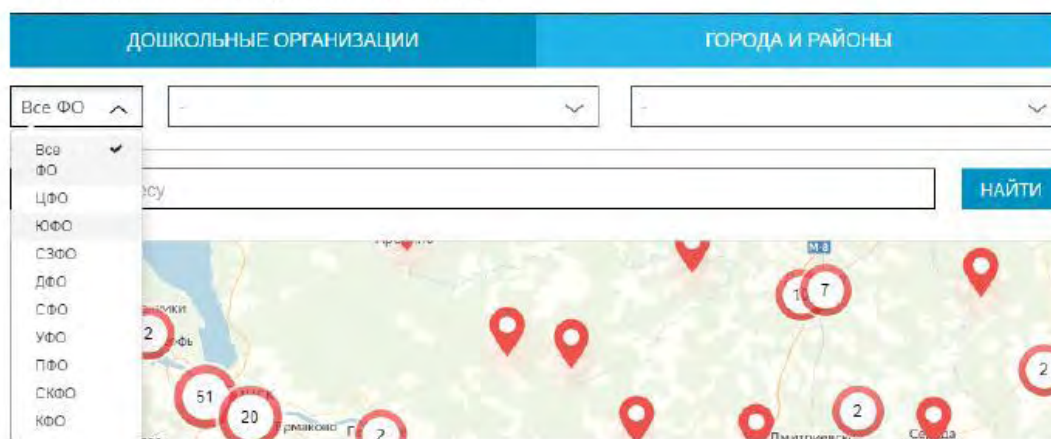 ДОШКОЛЬНЫЕ ОРГАНИЗАЦИИ
ГОРОДА И РАЙОНЫ
Все ФО
-
-
Все
ФО
есу
НАЙТИ
ЦФО
ЮФО
СЗФО
ДФО
СФО
УФО
ПФО
СКФО
КФО
М-8
10
7
2
2
51
20
2
2
Ермаково